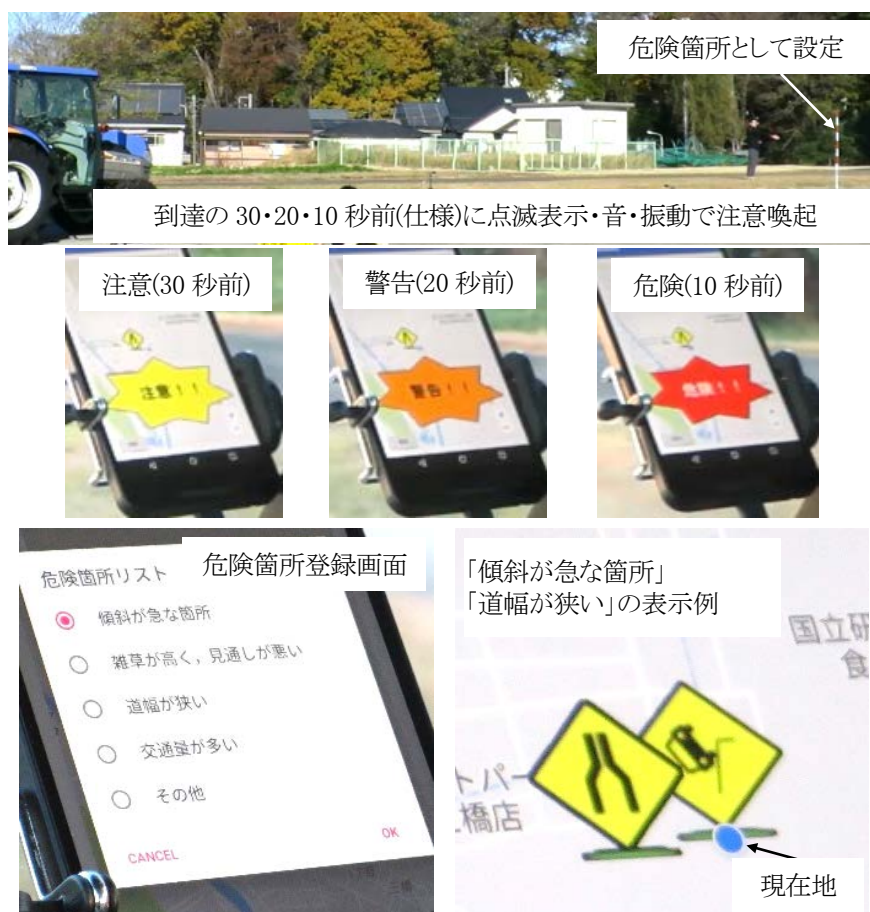 危険箇所として設定
到達の 30・20・10 秒前(仕様)に点滅表示・音・振動で注意喚起
注意(30 秒前)
警告(20 秒前)
危険(10 秒前)
注意！！
警告！！
危険！！
危険箇所登録画面
危険箇所リスト
傾斜が急な箇所
雑草が高く，見通しが悪い
道幅が狭い
交通量が多い
その他
CANCEL
OK
「傾斜が急な箇所」
「道幅が狭い」の表示例
国立研
食
トパー
橋店
現在地